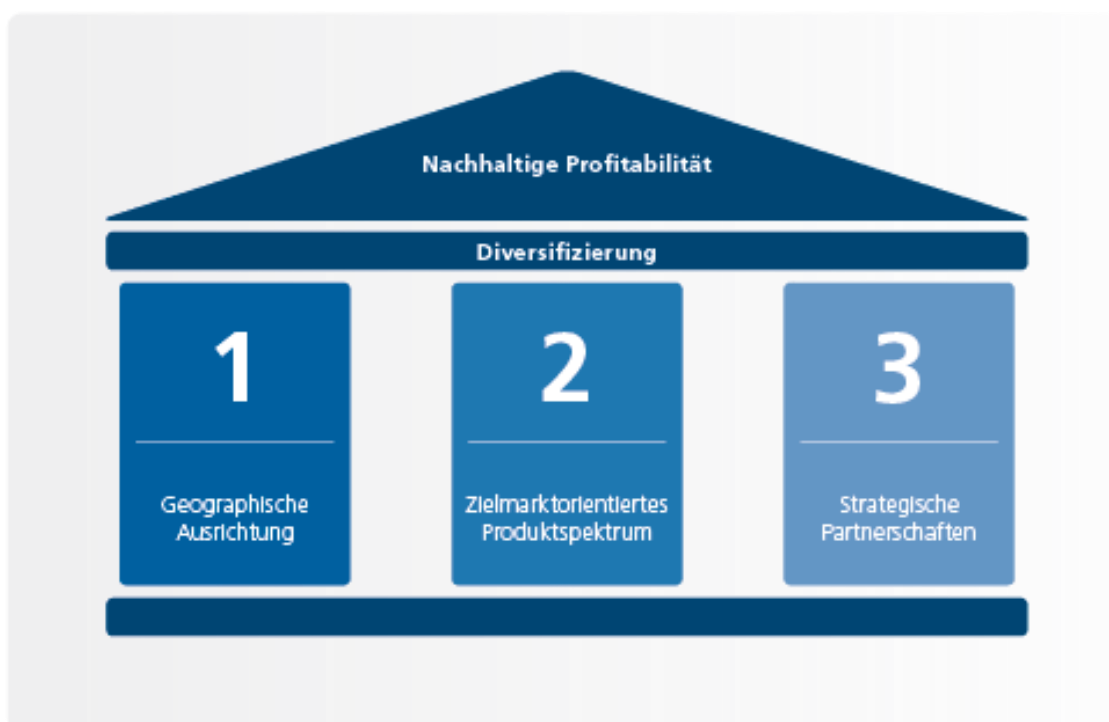 Nachhaltige Profitabilität
Diversifizierung
1
Geographische
Ausrichtung
2
Zielmarktorientiertes
Produktspektrum
3
Strategische
Partnerschaften